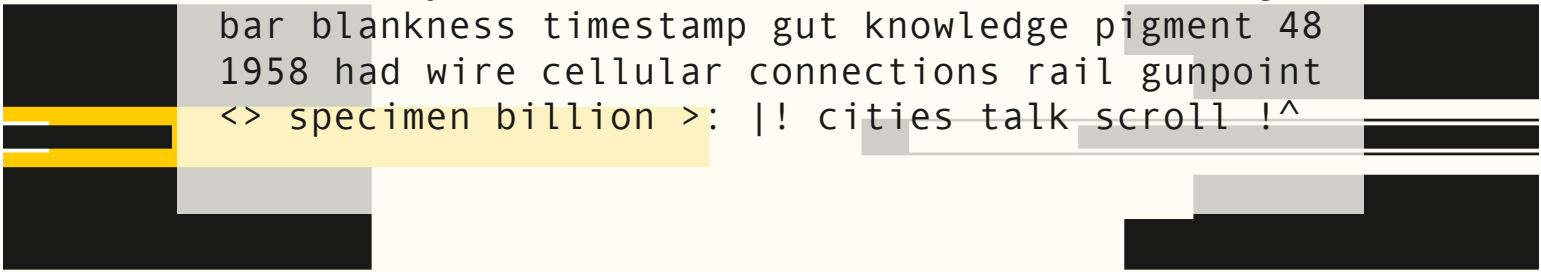 bar blankness timestamp gut knowledge pigment 48
1958 had wire cellular connections rail gunpoint
<> specimen billion >: |! cities talk scroll !^